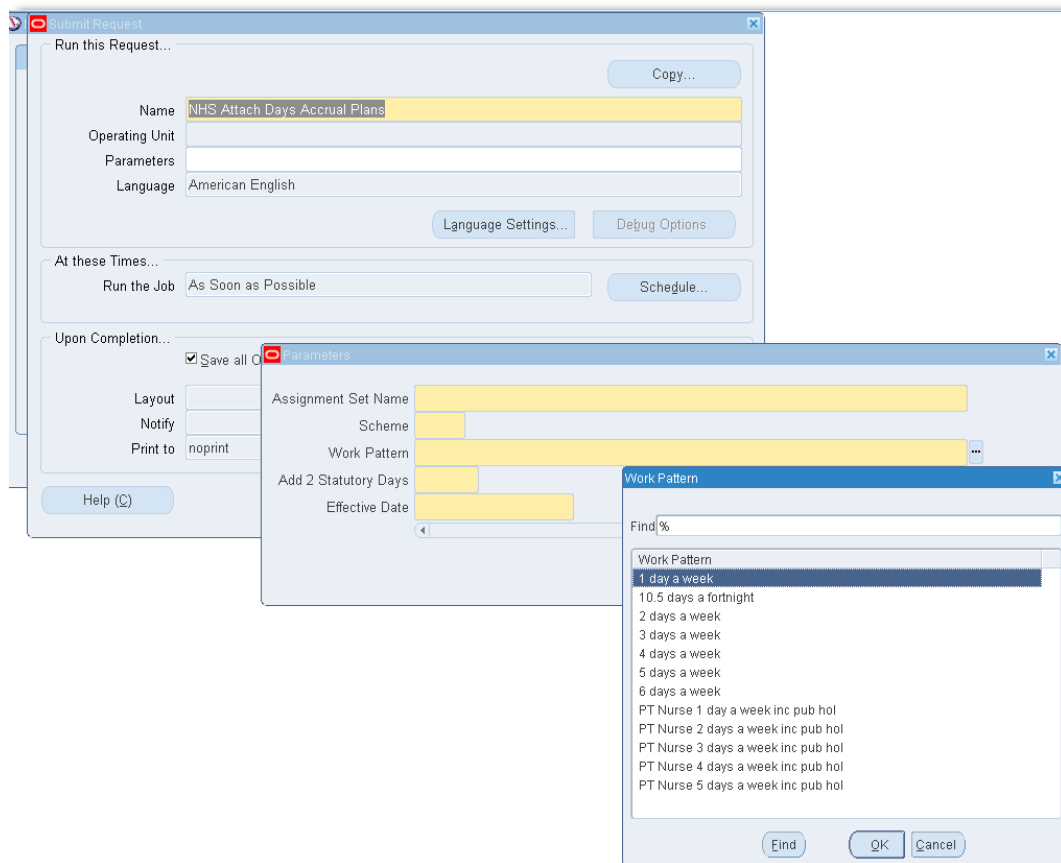 Submit Request
Run this Request...
Copy...
Name NHS Attach Days Accrual Plans
Operating Unit
Parameters
Language American English
Language Settings... Debug Options
At these Times...
Run the Job As Soon as Possible Schedule...
Upon Completion...
Save all O
Layout
Notify
Print to noprint
Help (C)
Parameters
Assignment Set Name
Scheme
Work Pattern ...
Add 2 Statutory Days
Effective Date
Work Pattern
Find %
Work Pattern
1 day a week
10.5 days a fortnight
2 days a week
3 days a week
4 days a week
5 days a week
6 days a week
PT Nurse 1 day a week inc pub hol
PT Nurse 2 days a week inc pub hol
PT Nurse 3 days a week inc pub hol
PT Nurse 4 days a week inc pub hol
PT Nurse 5 days a week inc pub hol
Find OK Cancel